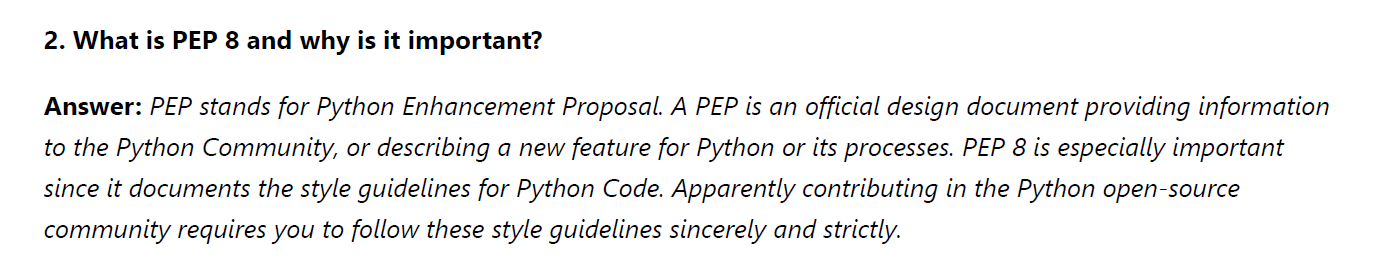 2. What is PEP 8 and why is it important?
Answer: PEP stands for Python Enhancement Proposal. A PEP is an official design document providing information
to the Python Community, or describing a new feature for Python or its processes. PEP 8 is especially important
since it documents the style guidelines for Python Code. Apparently contributing in the Python open-source
community requires you to follow these style guidelines sincerely and strictly.